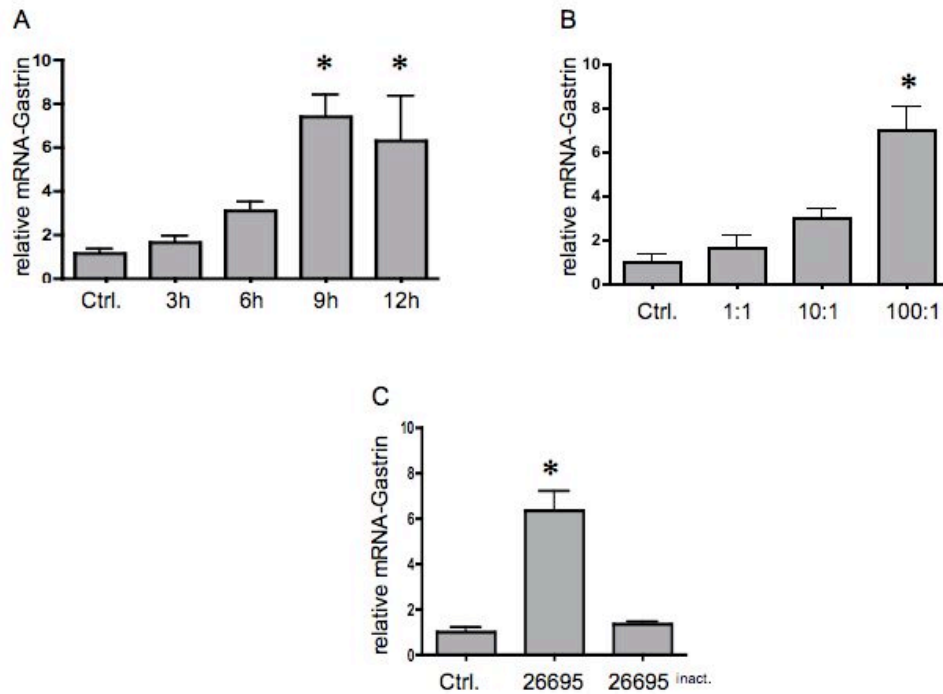 A
relative mRNA-Gastrin
10
8
6
4
2
0
* *
Ctrl. 3h 6h 9h 12h
B
relative mRNA-Gastrin
10
8
6
4
2
0
*
Ctrl. 1:1 10:1 100:1
C
relative mRNA-Gastrin
10
8
6
4
2
0
*
Ctrl. 26695 26695 inact.